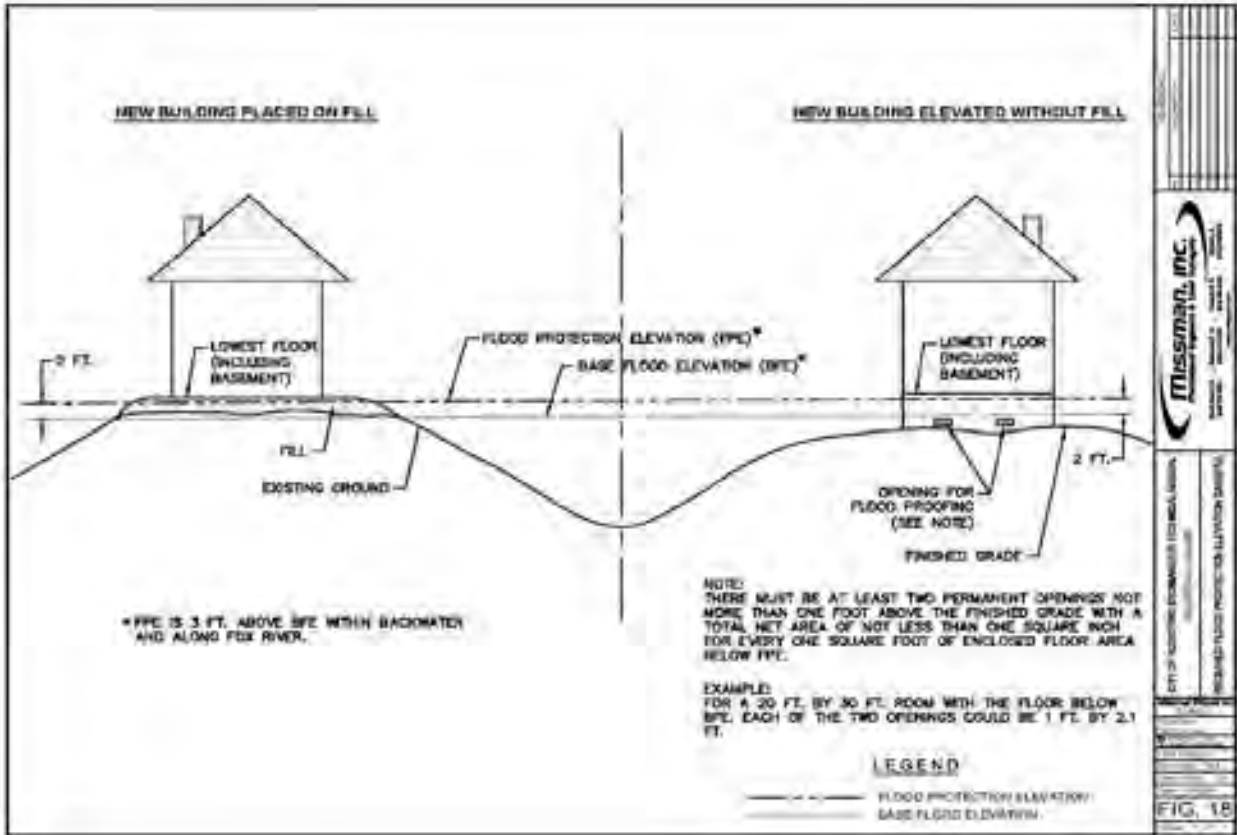 NEW BUILDING PLACED ON FILL
NEW BUILDING ELEVATED WITHOUT FILL
2 FT.
LOWEST FLOOR
(INCLUDING
BASEMENT)
FLOOD PROTECTION ELEVATION (FPE)*
BASE FLOOD ELEVATION (BFE)*
LOWEST FLOOR
(INCLUDING
BASEMENT)
FILL
EXISTING GROUND
2 FT.
OPENING FOR
FLOOD PROOFING
(SEE NOTE)
FINISHED GRADE
* FPE IS 3 FT. ABOVE BFE WITHIN BACKWATER
AND ALONG FOX RIVER.
NOTE:
THERE MUST BE AT LEAST TWO PERMANENT OPENINGS NOT
MORE THAN ONE FOOT ABOVE THE FINISHED GRADE WITH A
TOTAL NET AREA OF NOT LESS THAN ONE SQUARE INCH
FOR EVERY ONE SQUARE FOOT OF ENCLOSED FLOOR AREA
BELOW FPE.
EXAMPLE:
FOR A 20 FT. BY 30 FT. ROOM WITH THE FLOOR BELOW
BFE, EACH OF THE TWO OPENINGS COULD BE 1 FT. BY 2.1
FT.
LEGEND
FLOOD PROTECTION ELEVATION
BASE FLOOD ELEVATION
Missman, Inc.
FIG. 18